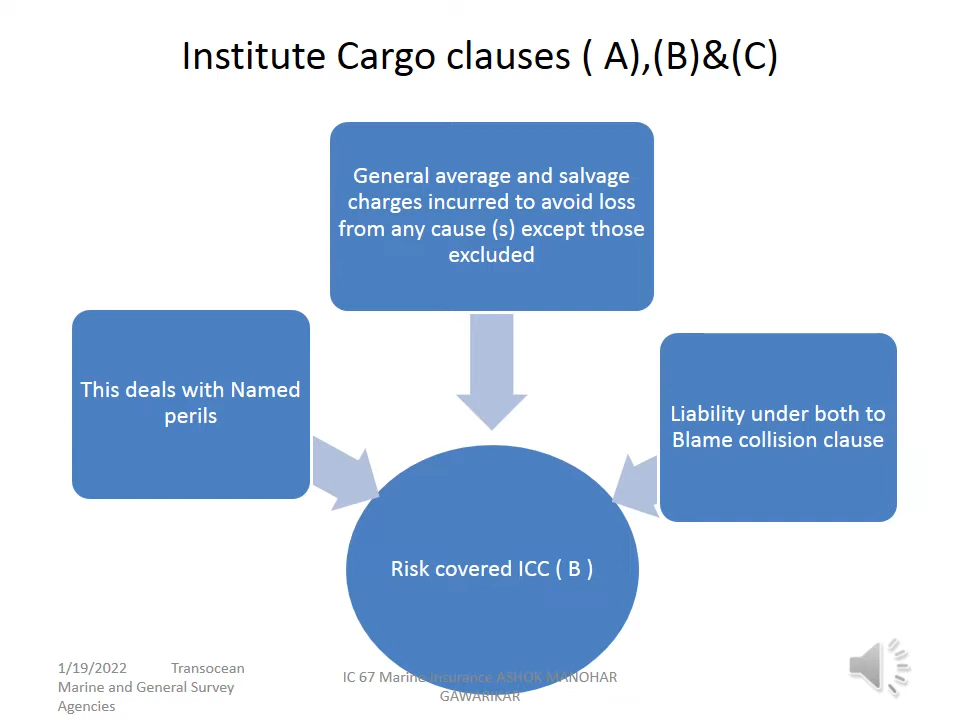 Institute Cargo clauses ( A),(B)&(C)
General average and salvage
charges incurred to avoid loss
from any cause (s) except those
excluded
This deals with Named
perils
Liability under both to
Blame collision clause
Risk covered ICC ( B )
1/19/2022 Transocean
Marine and General Survey
Agencies
IC 67 Marine Insurance ASHOK MANOHAR
GAWARIKAR